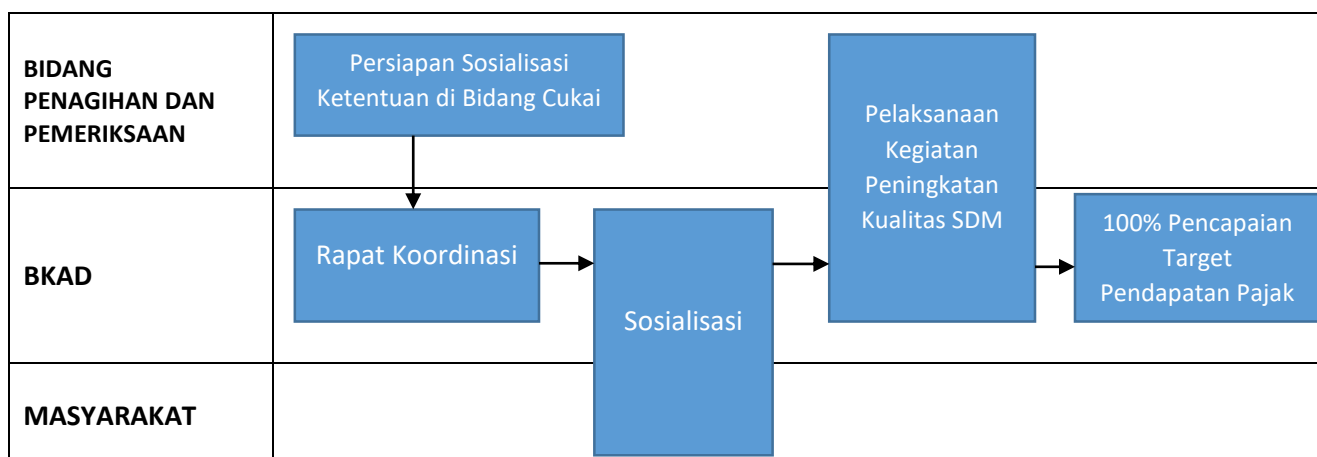 BIDANG
PENAGIHAN DAN
PEMERIKSAAN
Persiapan Sosialisasi
Ketentuan di Bidang Cukai
Pelaksanaan
Kegiatan
Peningkatan
Kualitas SDM
BKAD
Rapat Koordinasi
Sosialisasi
100% Pencapaian
Target
Pendapatan Pajak
MASYARAKAT